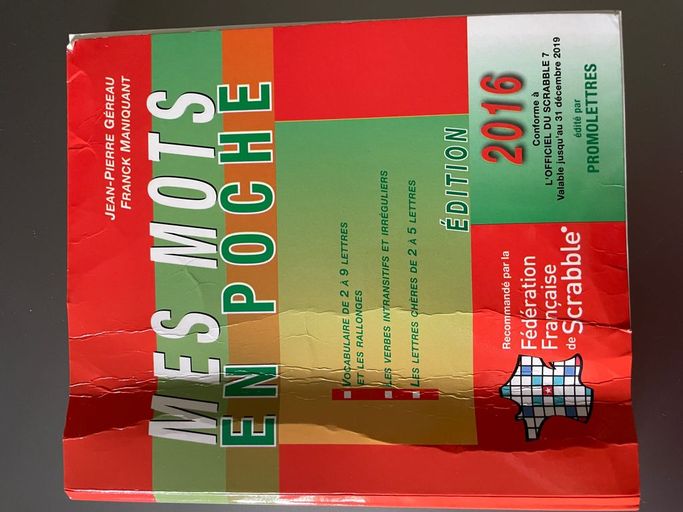 JEAN-PIERRE GÉREAU
FRANCK MANIQUANT
MES MOTS
EN POCHE
VOCABULAIRE DE 2 À 9 LETTRES
ET LES RALLONGES
LES VERBES INTRANSITIFS ET IRRÉGULIERS
LES LETTRES CHÈRES DE 2 À 5 LETTRES
ÉDITION
2016
Conforme à
L'OFFICIEL DU SCRABBLE 7
Valable jusqu'au 31 décembre 2019
édité par
PROMOLETTRES
Recommandé par la
Fédération
Française
de Scrabble